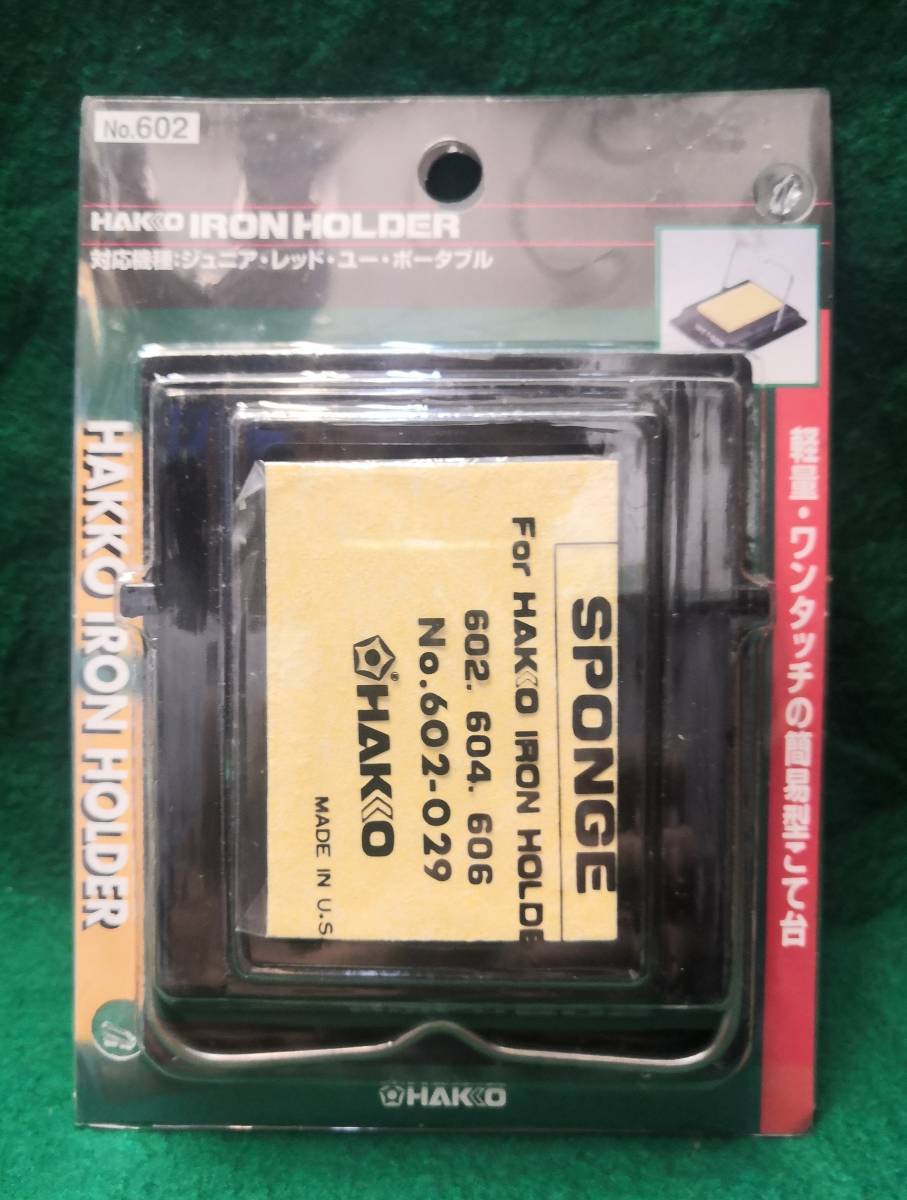 No.602
HAKKO IRON HOLDER
対応機種:ジュニア・レッド・ユー・ポータブル
軽量・ワンタッチの簡易型こて台
HAKKO IRON HOLDER
SPONGE
For HAKKO IRON HOLDE
602. 604. 606
No.602-029
® HAKKO
MADE IN U.S
HAKKO